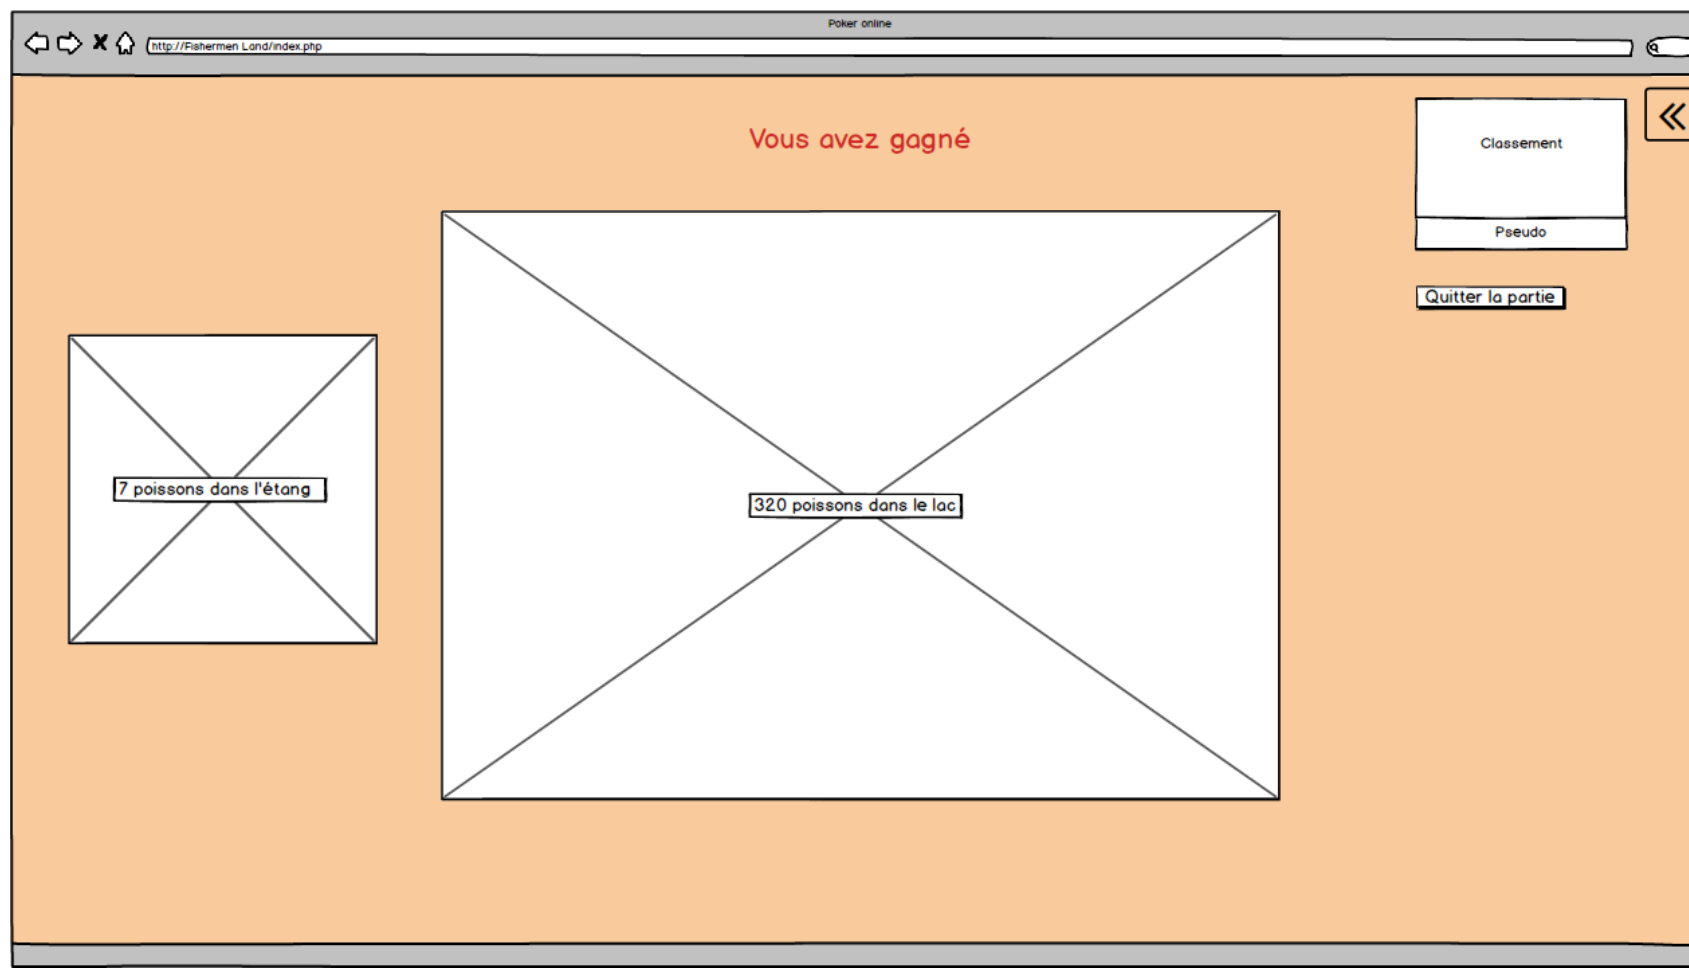 Poker online
http://Fishermen Land/index.php
Vous avez gagné
Classement
Pseudo
Quitter la partie
7 poissons dans l'étang
320 poissons dans le lac